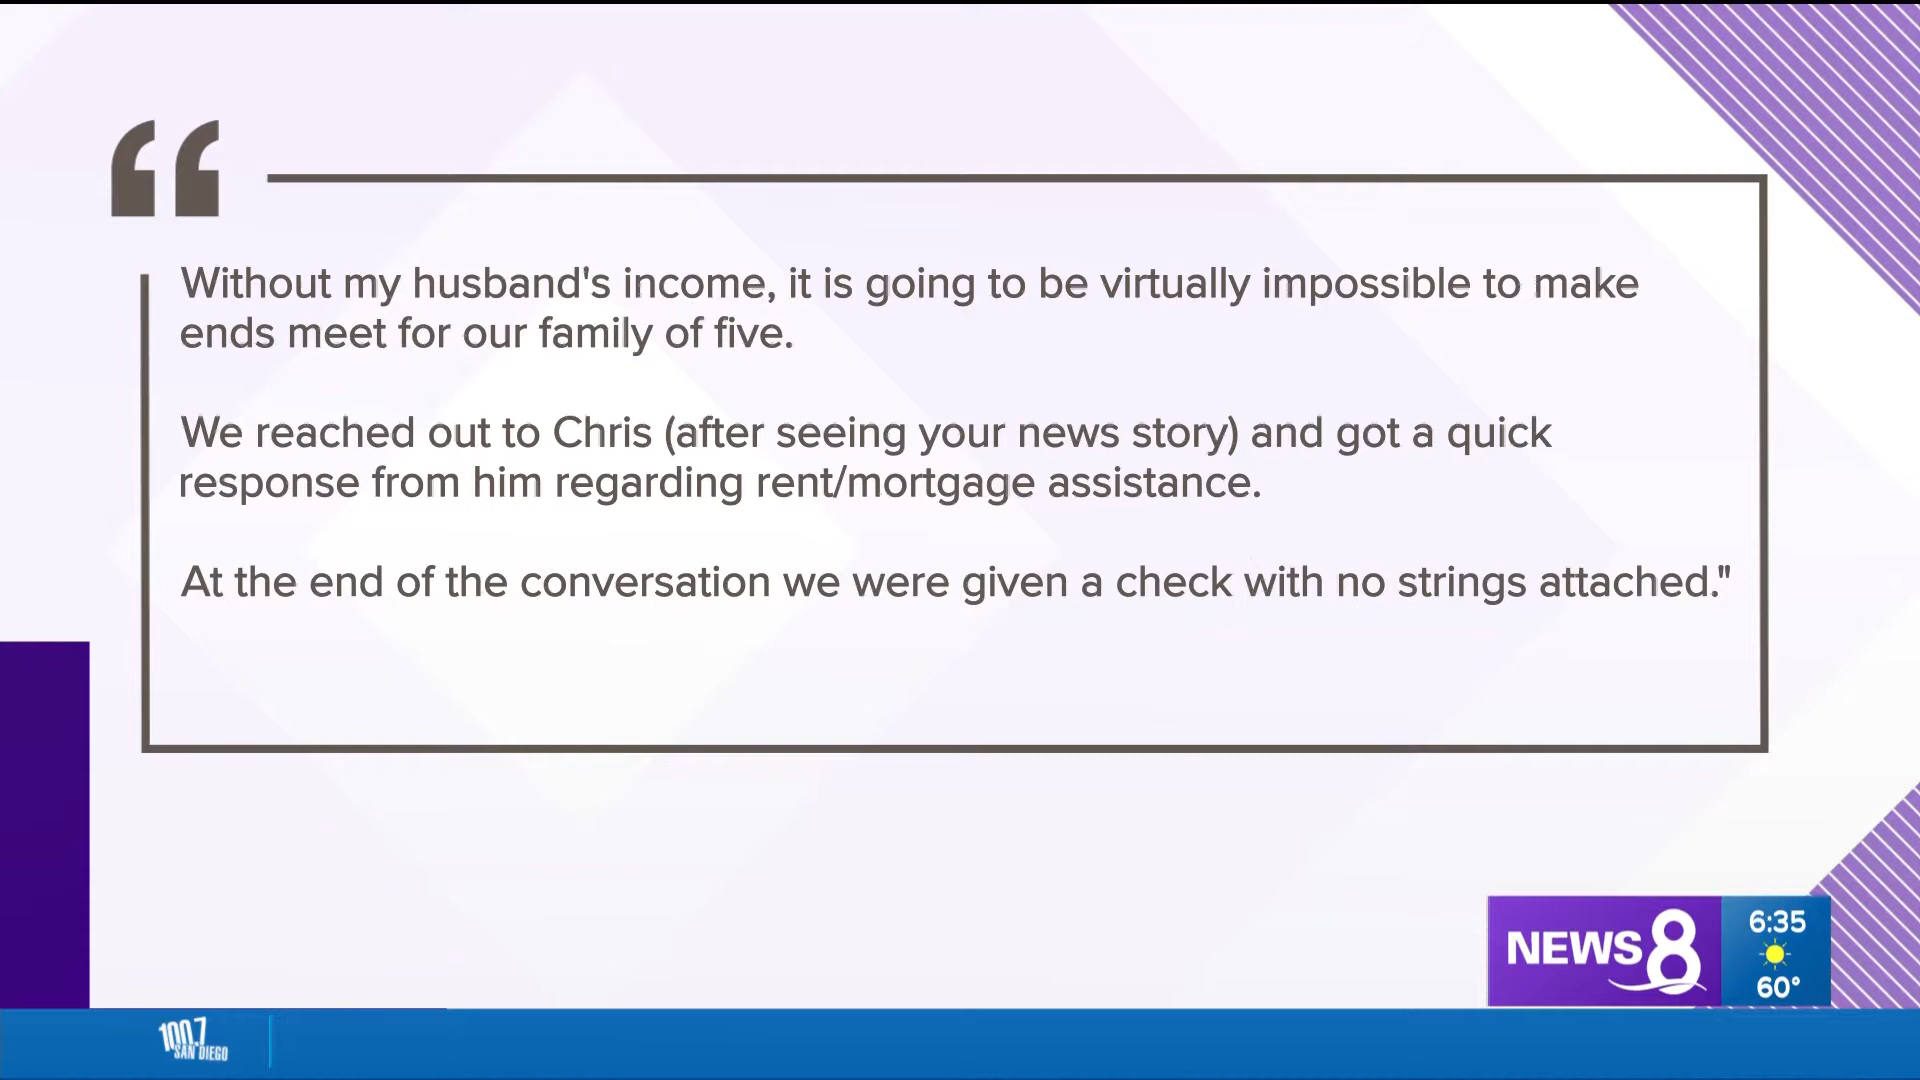 “
Without my husband's income, it is going to be virtually impossible to make
ends meet for our family of five.
We reached out to Chris (after seeing your news story) and got a quick
response from him regarding rent/mortgage assistance.
At the end of the conversation we were given a check with no strings attached."
NEWS 8
6:35
60°
100.7
SAN DIEGO